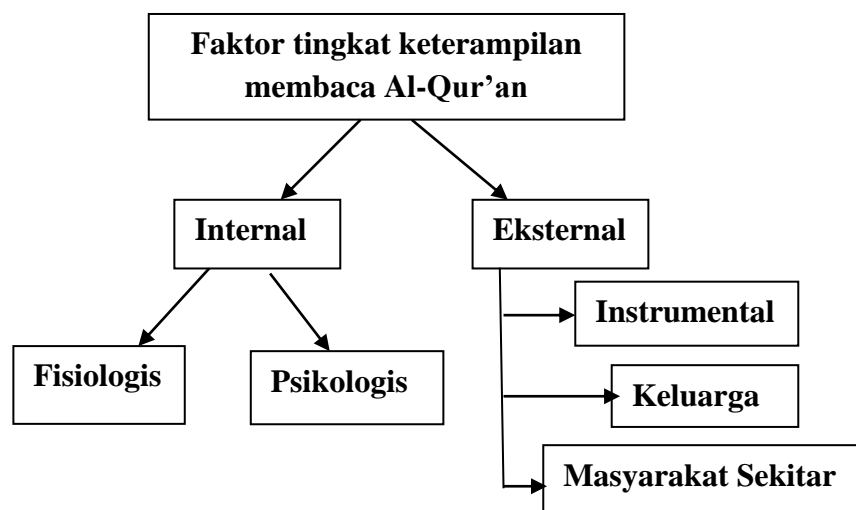 Faktor tingkat keterampilan
membaca Al-Qur’an
Internal
Eksternal
Instrumental
Fisiologis
Psikologis
Keluarga
Masyarakat Sekitar